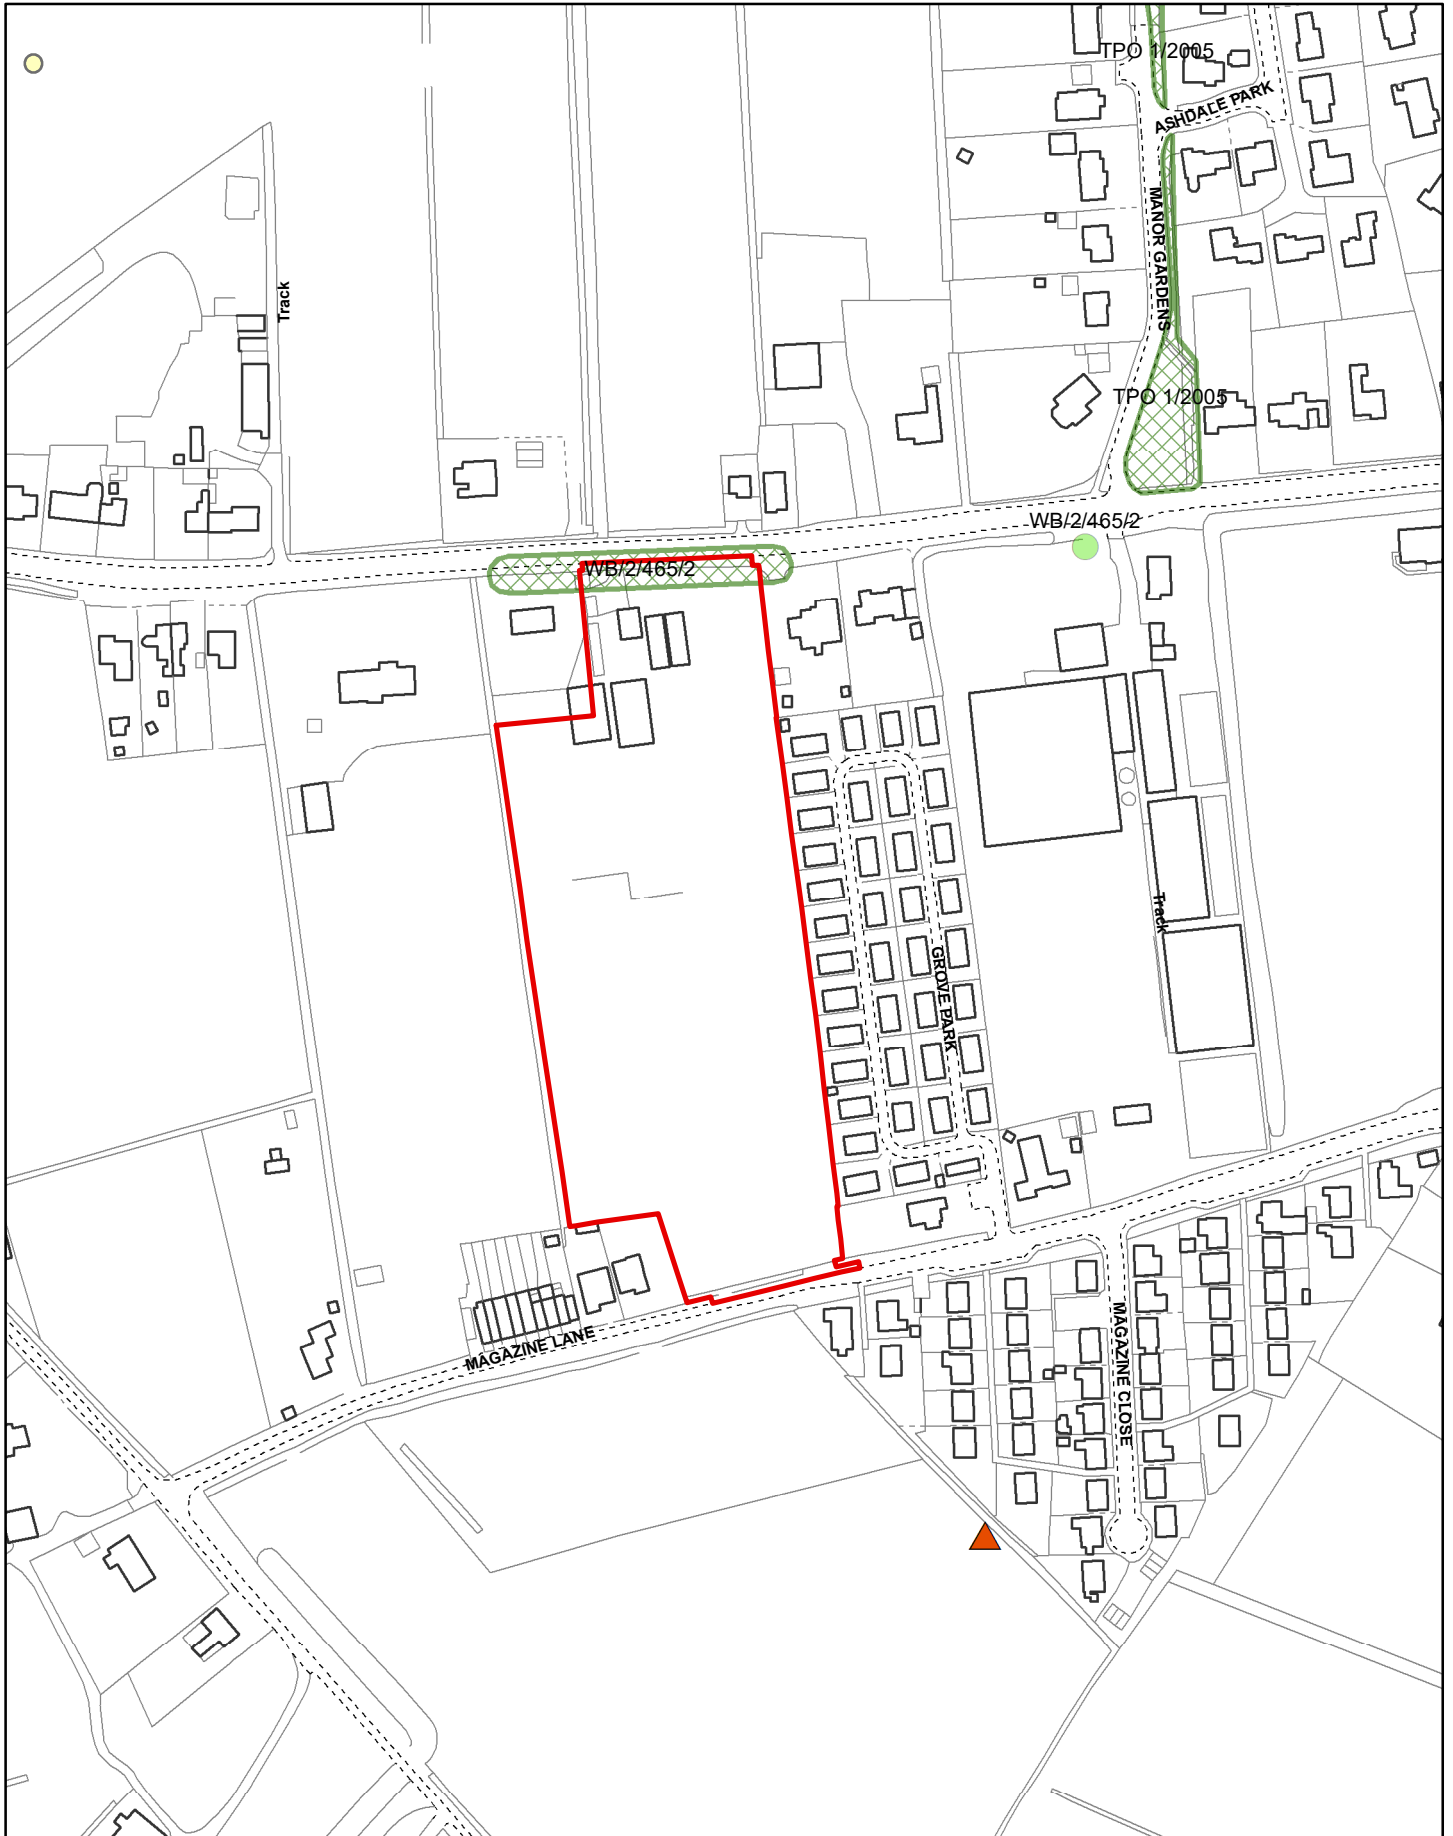 TPO 1/2005
ASHDALE PARK
MANOR GARDENS
Track
TPO 1/2005
WB/2/465/2
WB/2/465/2
Track
GROVE PARK
MAGAZINE LANE
MAGAZINE CLOSE